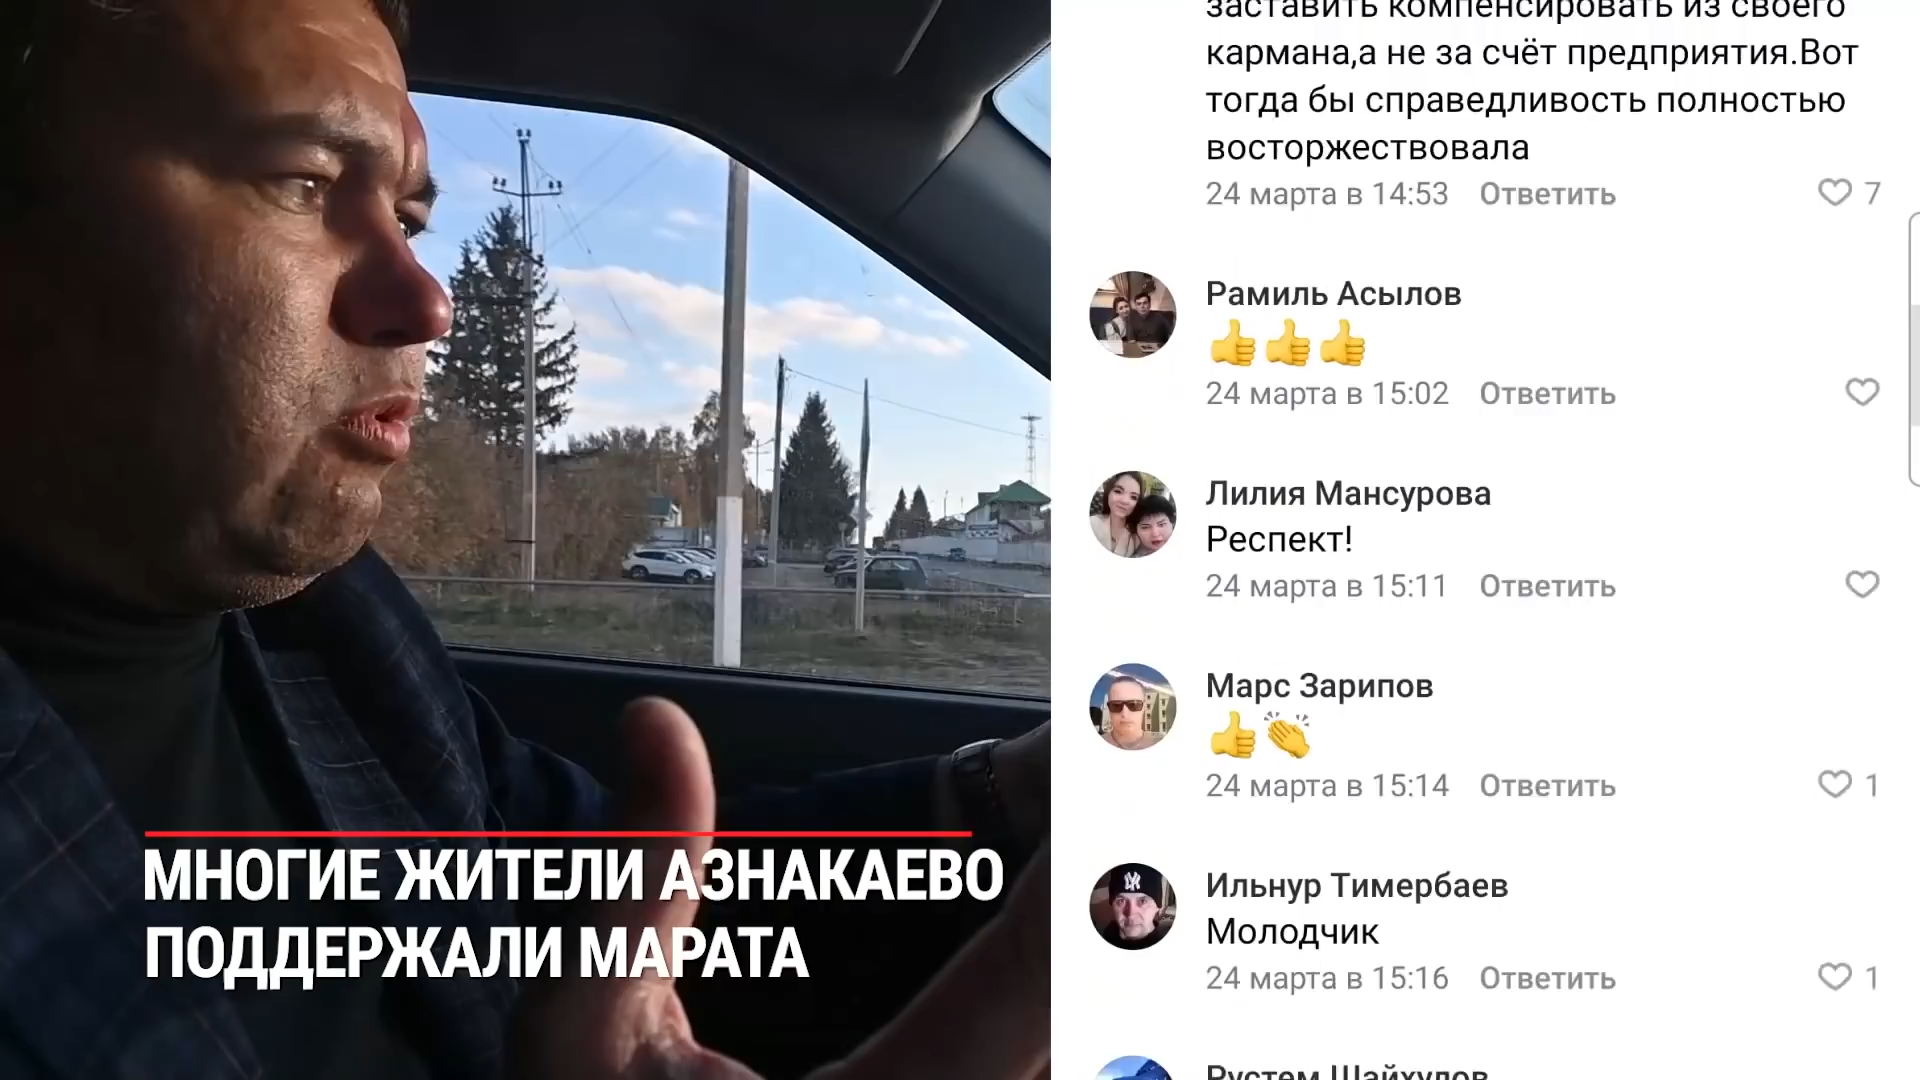 заставить компенсировать из своего
кармана,а не за счёт предприятия.Вот
тогда бы справедливость полностью
восторжествовала
24 марта в 14:53 Ответить 7
Рамиль Асылов
👍👍👍
24 марта в 15:02 Ответить
Лилия Мансурова
Респект!
24 марта в 15:11 Ответить
Марс Зарипов
👍👏
24 марта в 15:14 Ответить 1
Ильнур Тимербаев
Молодчик
24 марта в 15:16 Ответить 1
Рустем Шайхулов
МНОГИЕ ЖИТЕЛИ АЗНАКАЕВО
ПОДДЕРЖАЛИ МАРАТА